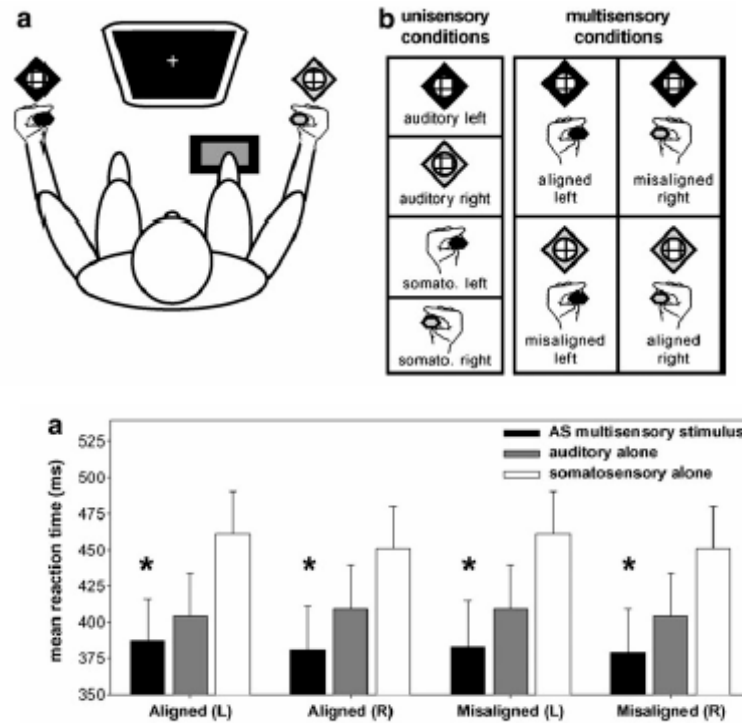 a
b
unisensory
conditions
multisensory
conditions
auditory left
auditory right
somato. left
somato. right
aligned
left
misaligned
right
misaligned
left
aligned
right
a
AS multisensory stimulus
auditory alone
somatosensory alone
mean reaction time (ms)
525
500
475
450
425
400
375
350
*
*
*
*
Aligned (L)
Aligned (R)
Misaligned (L)
Misaligned (R)